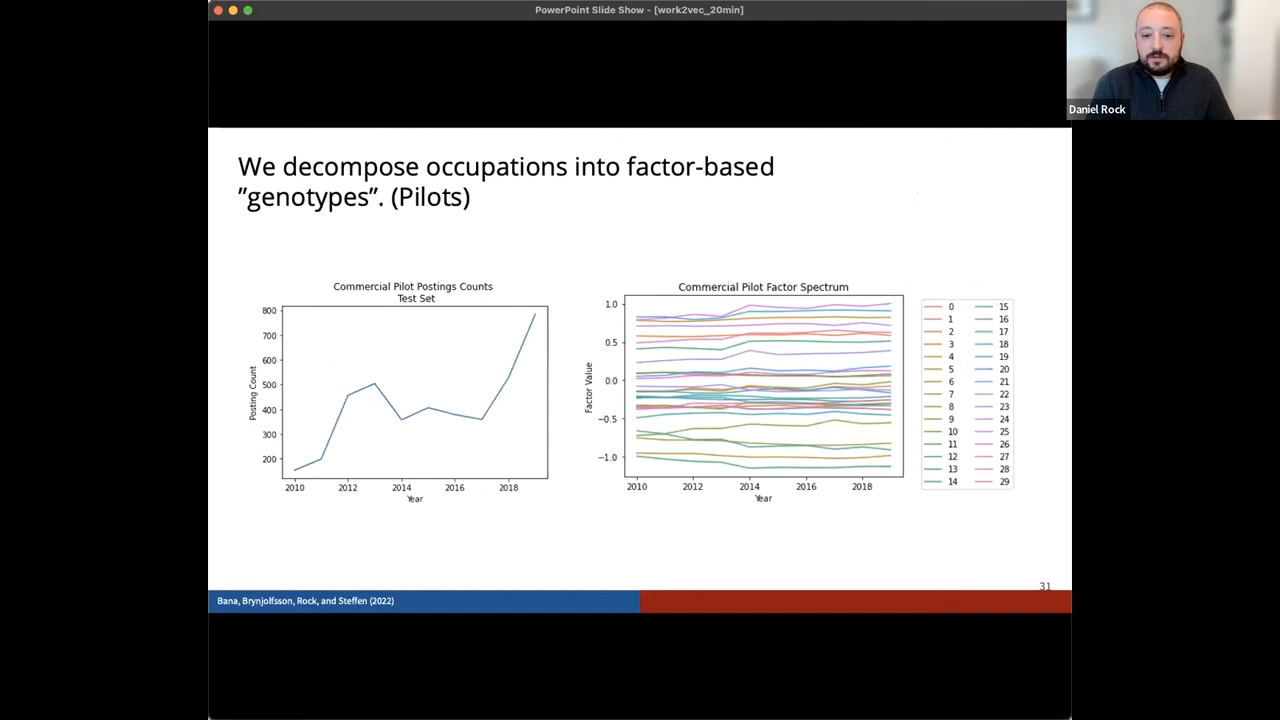 PowerPoint Slide Show - [work2vec_20min]
Daniel Rock
We decompose occupations into factor-based
”genotypes”. (Pilots)
Commercial Pilot Postings Counts
Test Set
800
700
600
500
400
300
200
Posting Count
2010 2012 2014 2016 2018
Year
Commercial Pilot Factor Spectrum
1.0
0.5
0.0
−0.5
−1.0
Factor Value
2010 2012 2014 2016 2018
Year
0 15
1 16
2 17
3 18
4 19
5 20
6 21
7 22
8 23
9 24
10 25
11 26
12 27
13 28
14 29
31
Bana, Brynjolfsson, Rock, and Steffen (2022)